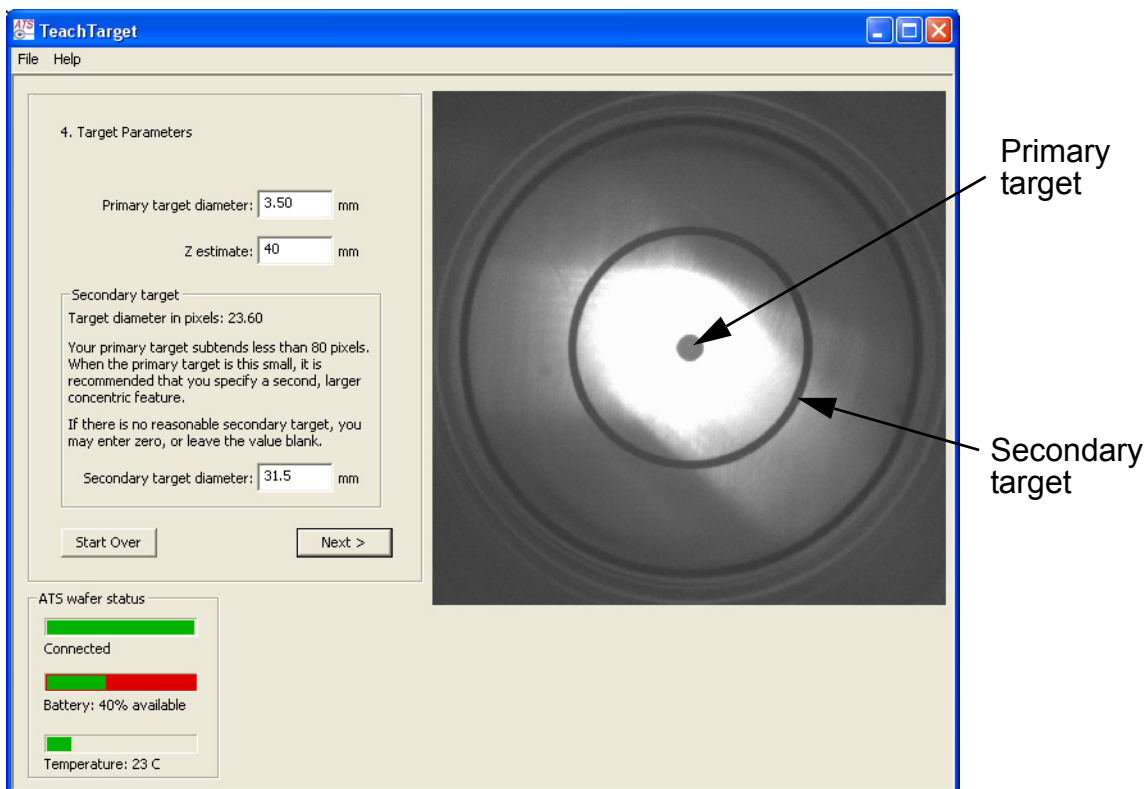 ATS TeachTarget
File Help
4. Target Parameters
Primary target diameter: 3.50 mm
Z estimate: 40 mm
Secondary target
Target diameter in pixels: 23.60
Your primary target subtends less than 80 pixels.
When the primary target is this small, it is
recommended that you specify a second, larger
concentric feature.
If there is no reasonable secondary target, you
may enter zero, or leave the value blank.
Secondary target diameter: 31.5 mm
Start Over Next >
ATS wafer status
Connected
Battery: 40% available
Temperature: 23 C
Primary
target
Secondary
target